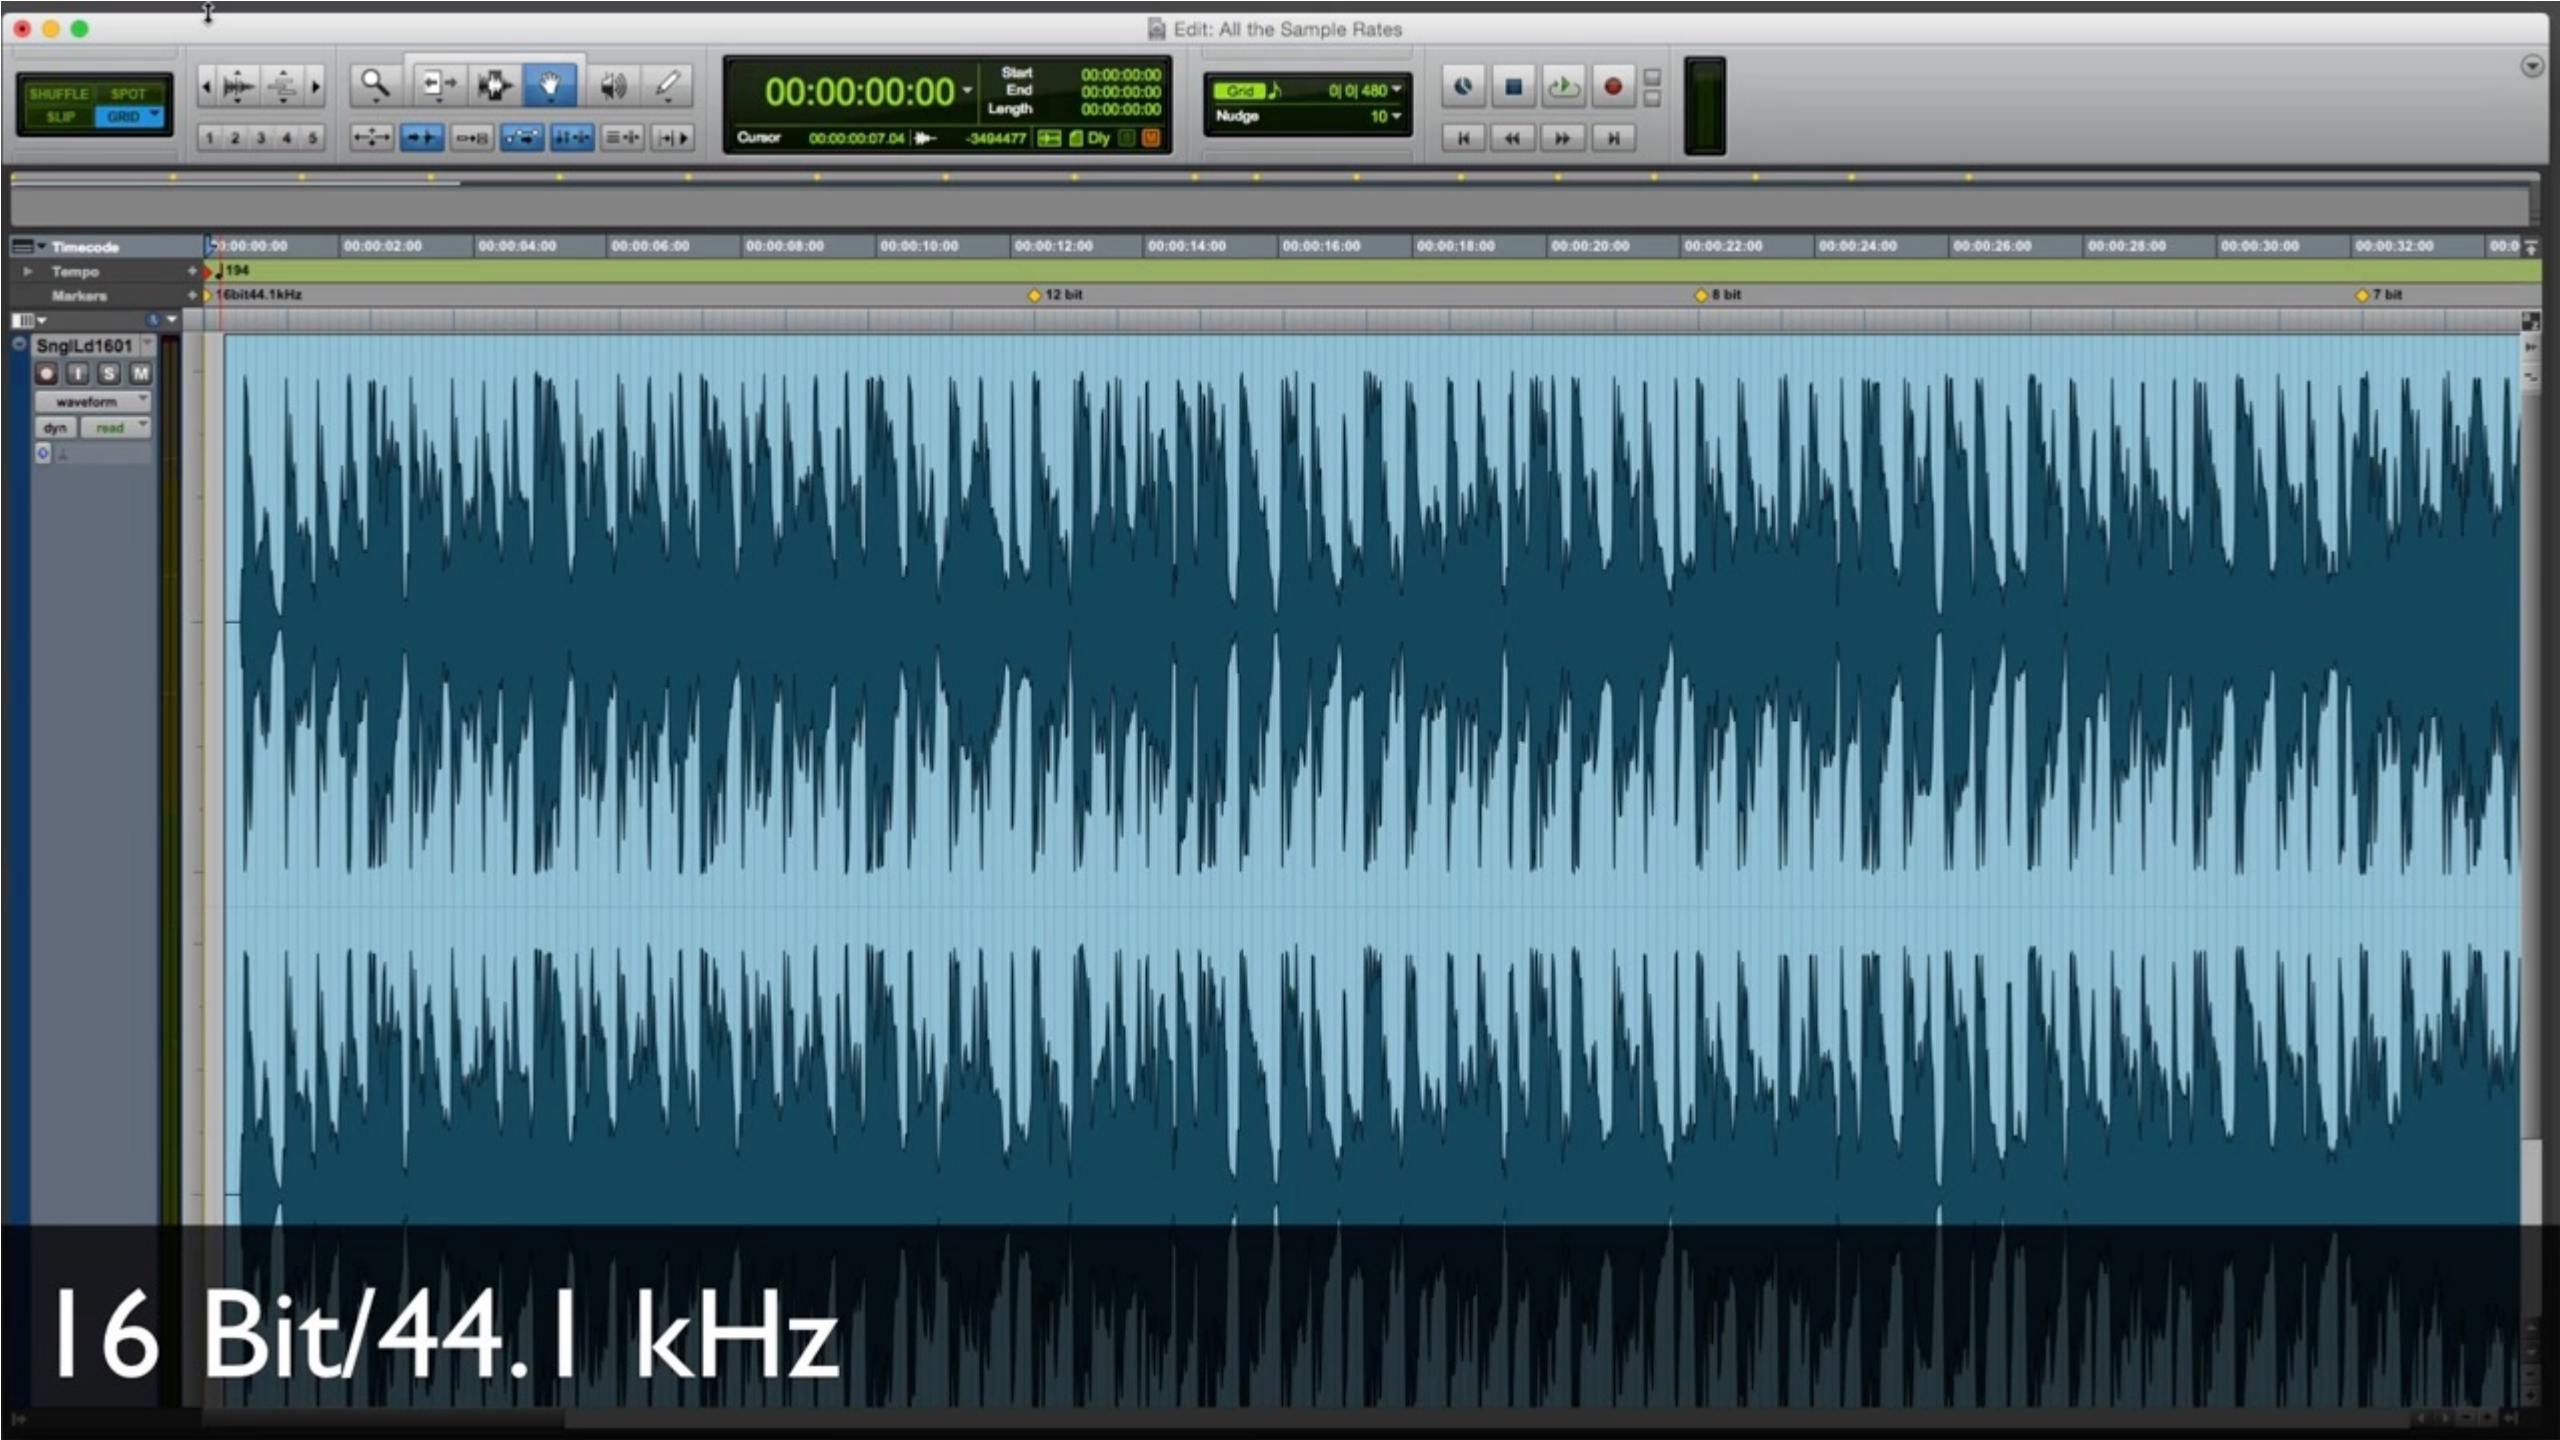 Edit: All the Sample Rates
SHUFFLE SPOT
SLIP GRID
1 2 3 4 5
00:00:00:00
Start 00:00:00:00
End 00:00:00:00
Length 00:00:00:00
Cursor 00:00:00:07.04 -3494477 Dly
Grid 0| 0| 480
Nudge 10
Timecode 00:00:00:00 00:00:02:00 00:00:04:00 00:00:06:00 00:00:08:00 00:00:10:00 00:00:12:00 00:00:14:00 00:00:16:00 00:00:18:00 00:00:20:00 00:00:22:00 00:00:24:00 00:00:26:00 00:00:28:00 00:00:30:00 00:00:32:00 00:0
Tempo 194
Markers 16bit44.1kHz 12 bit 8 bit 7 bit
SnglLd1601
I S M
waveform
dyn read
16 Bit/44.1 kHz